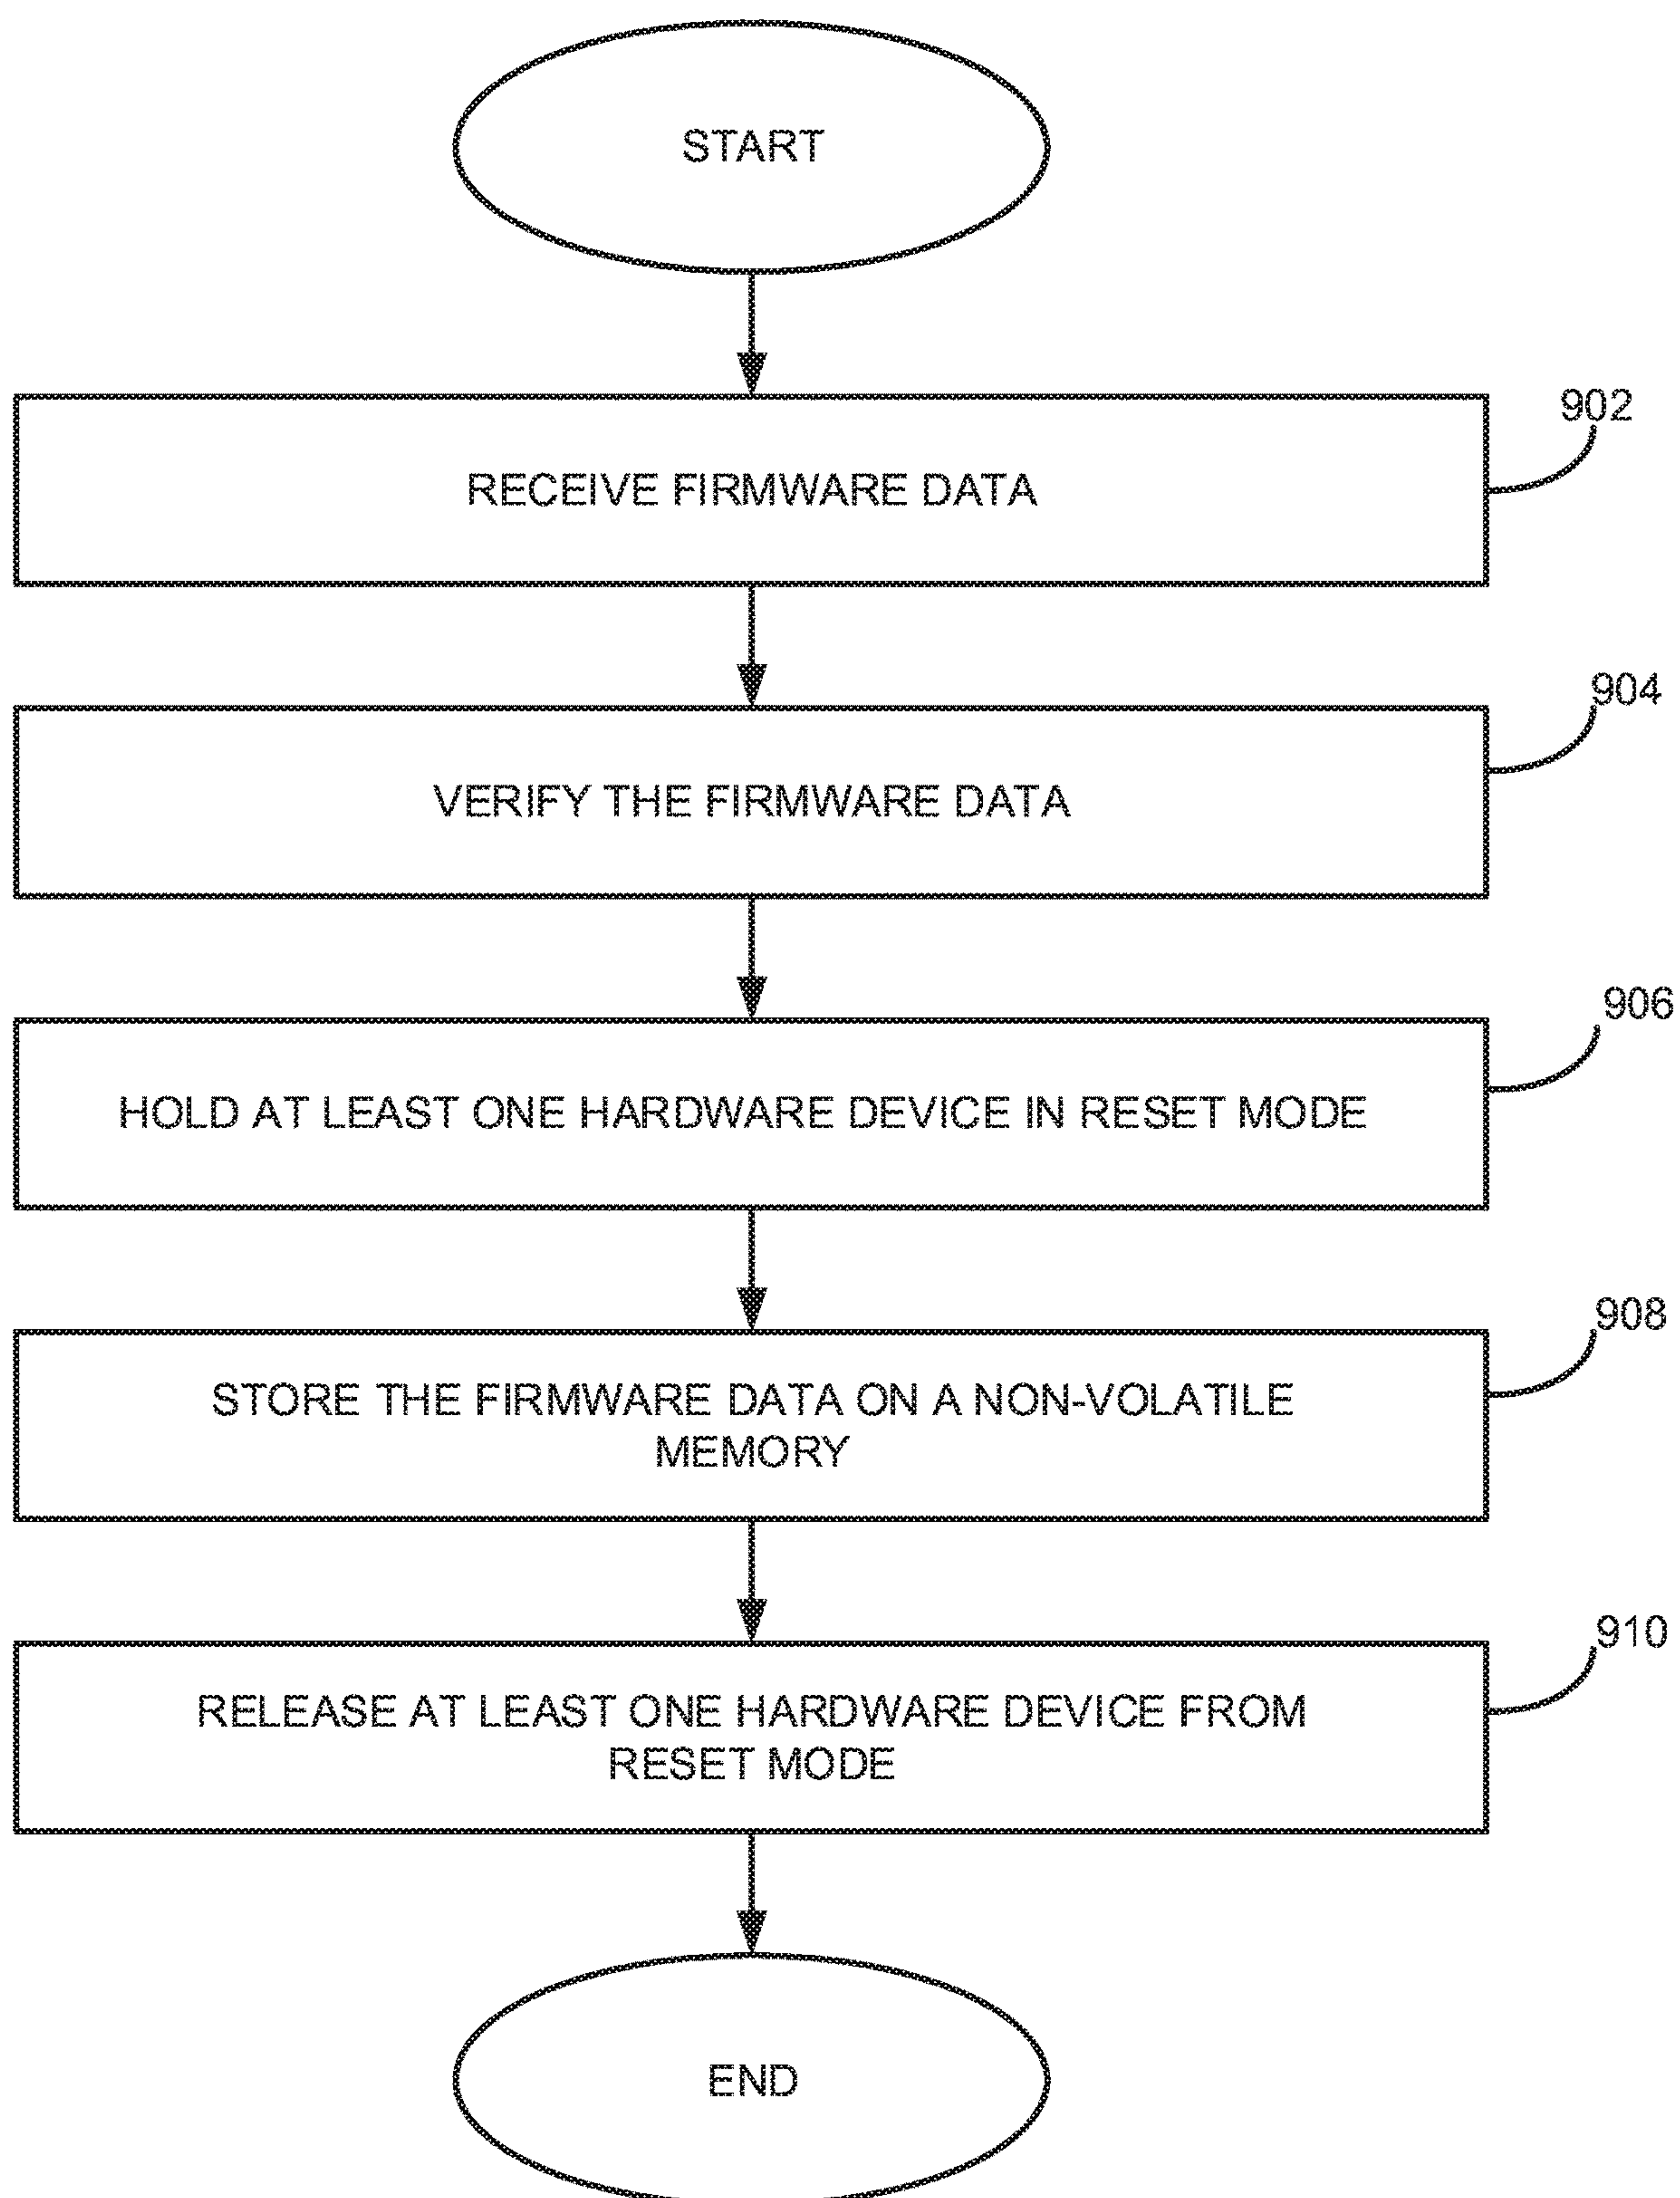 START
902
RECEIVE FIRMWARE DATA
904
VERIFY THE FIRMWARE DATA
906
HOLD AT LEAST ONE HARDWARE DEVICE IN RESET MODE
908
STORE THE FIRMWARE DATA ON A NON-VOLATILE
MEMORY
910
RELEASE AT LEAST ONE HARDWARE DEVICE FROM
RESET MODE
END